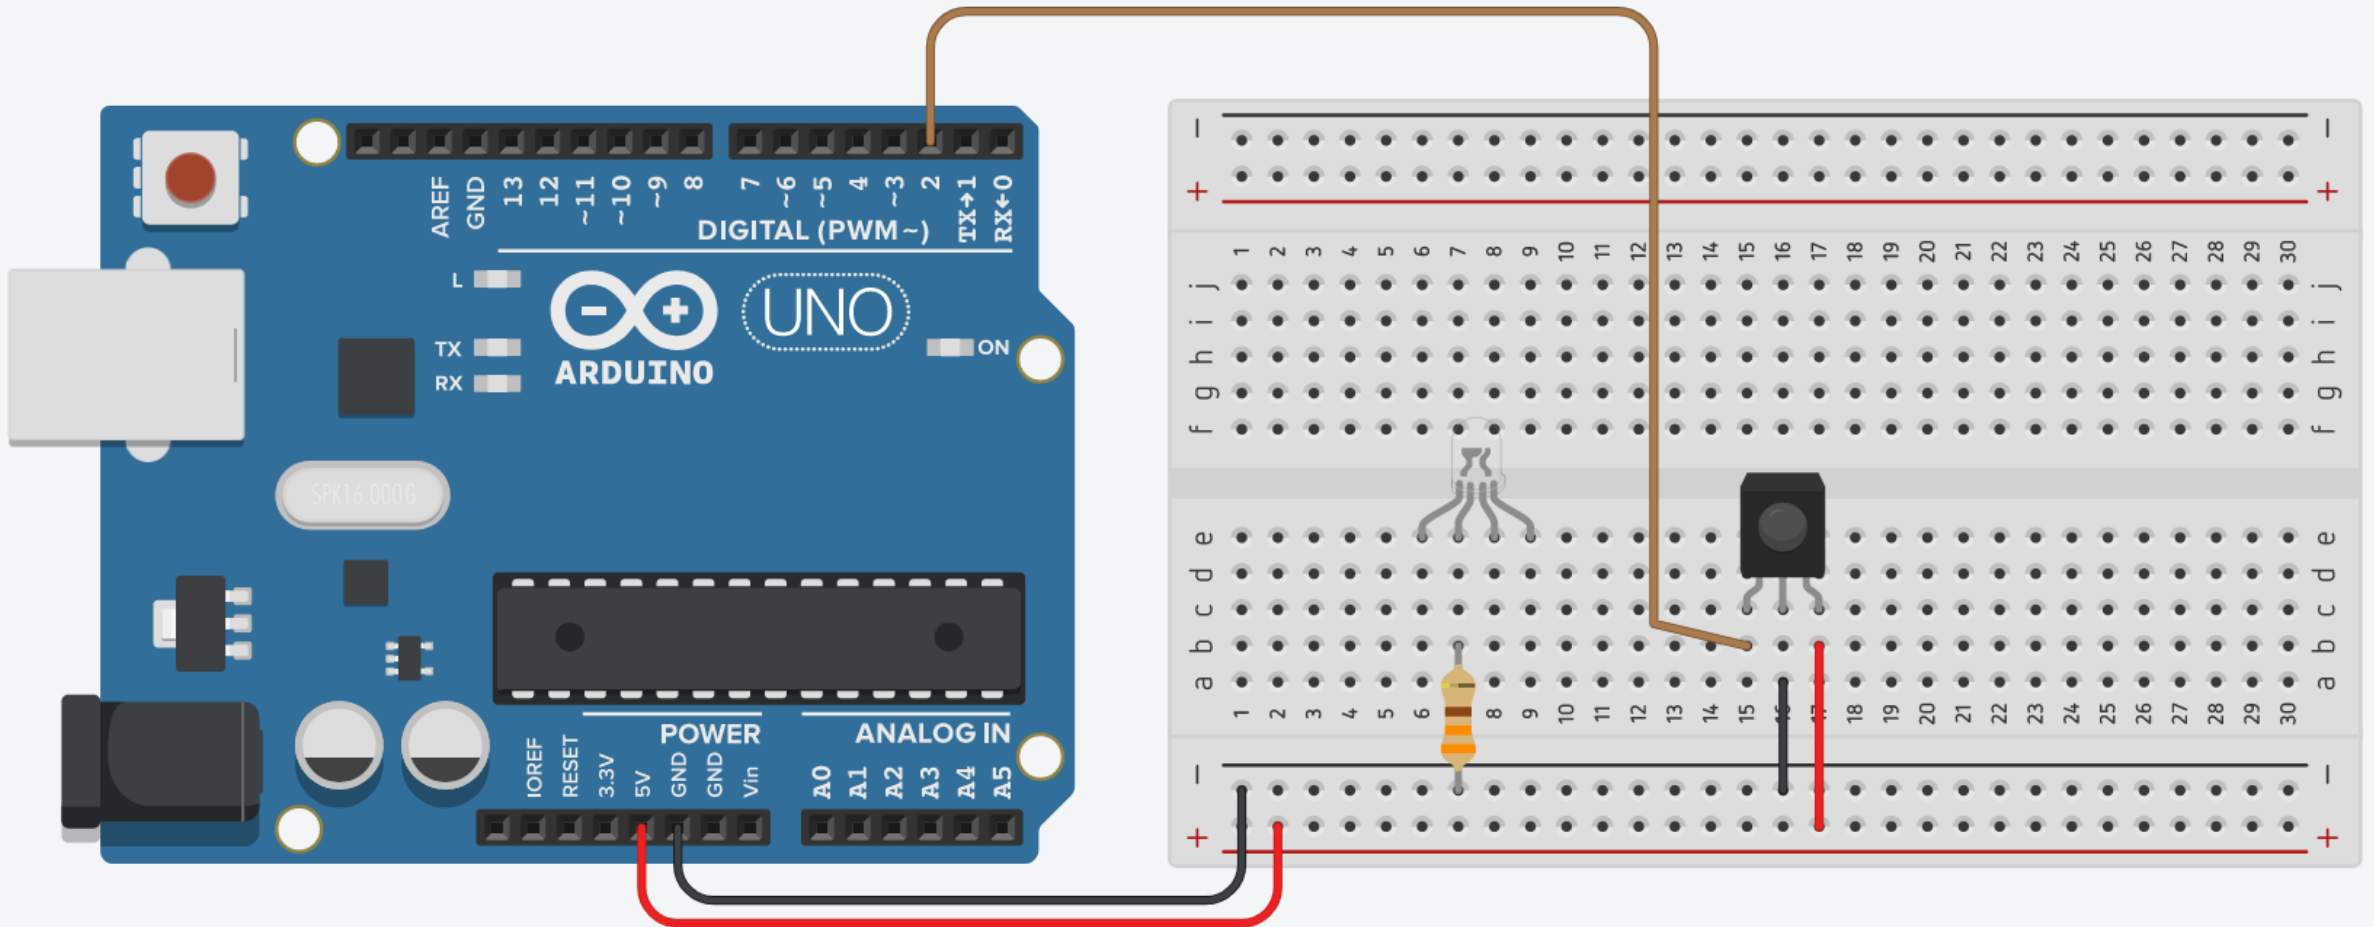 AREF GND 13 12 ~11 ~10 ~9 8 7 ~6 ~5 4 ~3 2 TX→1 RX←0
DIGITAL (PWM~)
L
TX
RX
UNO
ARDUINO
ON
SPK16.000G
POWER
ANALOG IN
IOREF RESET 3.3V 5V GND GND Vin A0 A1 A2 A3 A4 A5
− −
+ +
1 2 3 4 5 6 7 8 9 10 11 12 13 14 15 16 17 18 19 20 21 22 23 24 25 26 27 28 29 30
j j
i i
h h
g g
f f
e e
d d
c c
b b
a a
1 2 3 4 5 6 8 9 10 11 12 13 14 15 16 17 18 19 20 21 22 23 24 25 26 27 28 29 30
− −
+ +